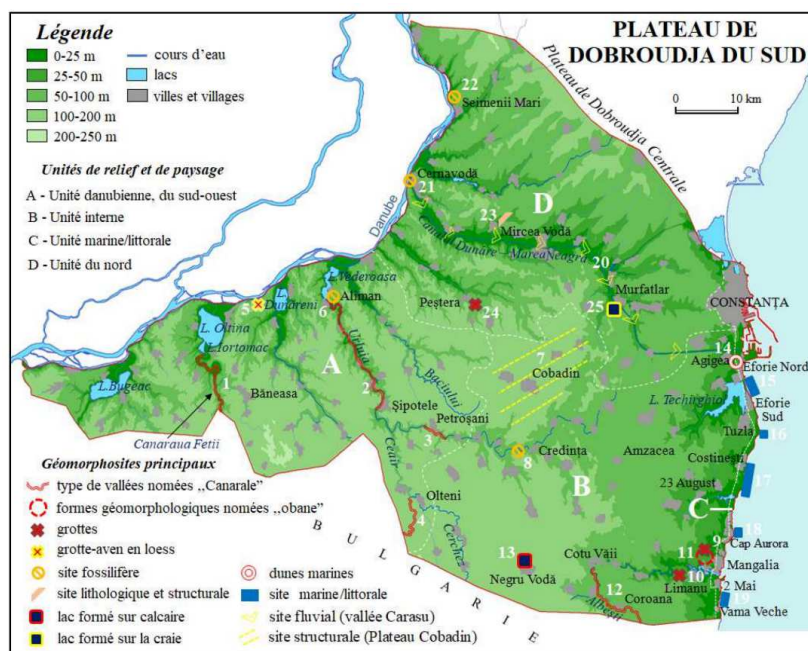 PLATEAU DE
DOBROUDJA DU SUD
0 10 km
Légende
0-25 m
25-50 m
50-100 m
100-200 m
200-250 m
cours d'eau
lacs
villes et villages
Unités de relief et de paysage
A - Unité danubienne, du sud-ouest
B - Unité interne
C - Unité marine/littorale
D - Unité du nord
Plateau de Dobroudja Centrale
22
Seimenii Mari
Cernavodă
21
Danube
23
D
Mircea Vodă
Canalul Dunăre – Marea Neagră
20
Murfatlar
25
CONSTANȚA
L. Vederoasa
5
L. Dunăreni
6
Aliman
Peștera
24
14
Agigea
Eforie Nord
15
L. Oltina
L. Iortomac
7
Cobadin
A
Urluia
Baciului
L. Bugeac
1
Băneasa
2
L. Techirghiol
Eforie
Sud
Șipotele
Petroșani
Tuzla
16
Canaraua Fetii
3
Ceair
8
Credința
Amzacea
Costinești
17
B
23 August
C
Olteni
4
Cerchez
18
9
Cap Aurora
13
Negru Vodă
Cotu Văii
11
Mangalia
10
Limanu
2 Mai
12
Coroana
Albești
19
Vama Veche
BULGARIE
Géomorphosites principaux
type de vallées nomées ,,Canarale"
formes géomorphologiques nomées ,,obane"
grottes
grotte-aven en loess
site fossilifère
site lithologique et structurale
lac formé sur calcaire
lac formé sur la craie
dunes marines
site marine/littorale
site fluvial (vallée Carasu)
site structurale (Plateau Cobadin)